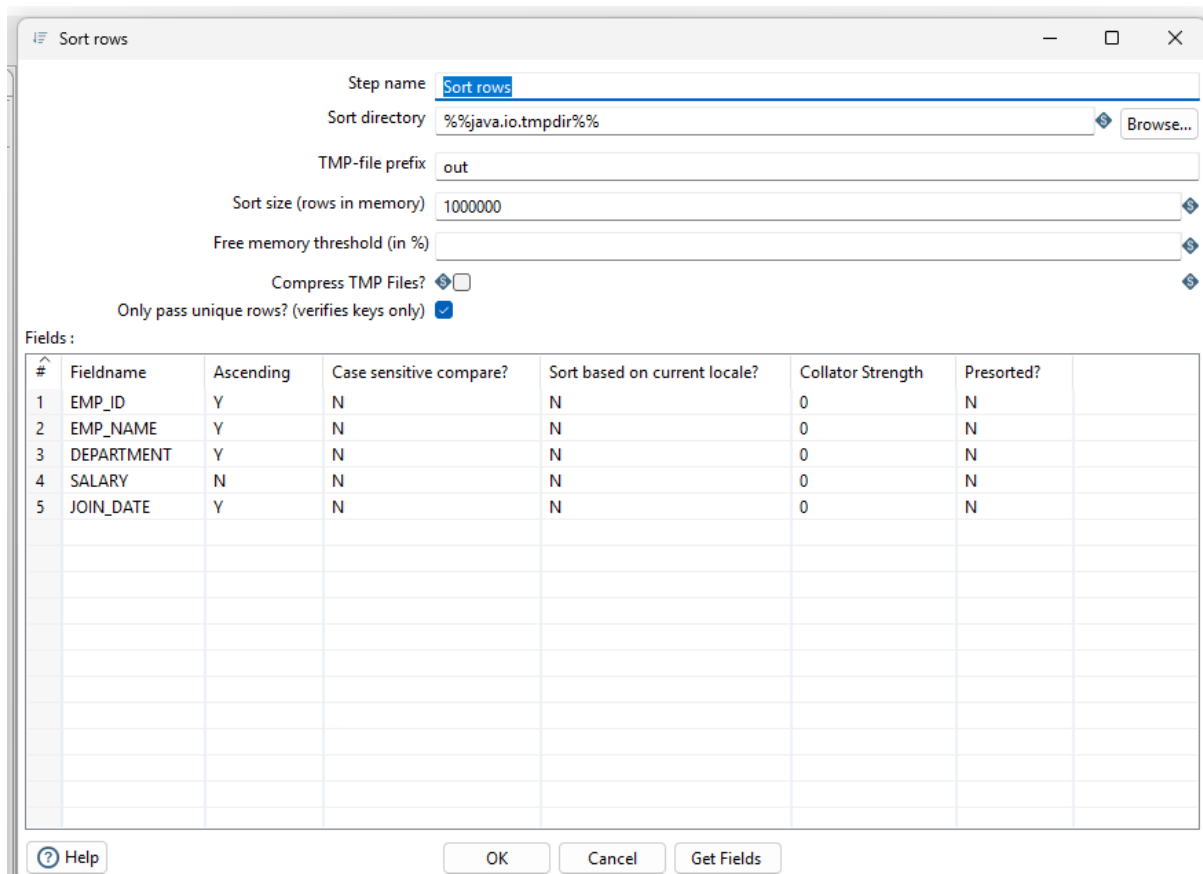 Sort rows
Step name Sort rows
Sort directory %%java.io.tmpdir%% Browse...
TMP-file prefix out
Sort size (rows in memory) 1000000
Free memory threshold (in %)
Compress TMP Files?
Only pass unique rows? (verifies keys only)
Fields :
# Fieldname Ascending Case sensitive compare? Sort based on current locale? Collator Strength Presorted?
1 EMP_ID Y N N 0 N
2 EMP_NAME Y N N 0 N
3 DEPARTMENT Y N N 0 N
4 SALARY N N N 0 N
5 JOIN_DATE Y N N 0 N
? Help OK Cancel Get Fields